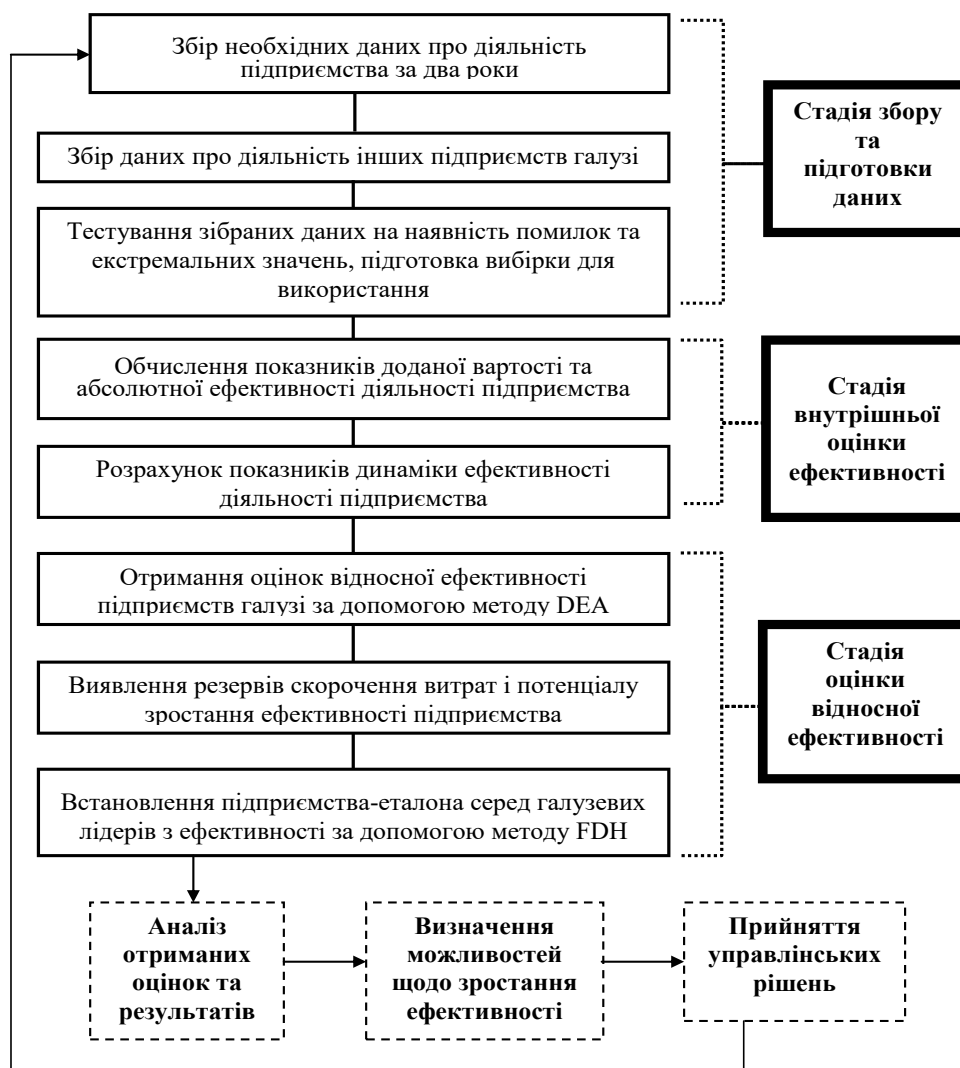 Збір необхідних даних про діяльність
підприємства за два роки
Збір даних про діяльність інших підприємств галузі
Тестування зібраних даних на наявність помилок та
екстремальних значень, підготовка вибірки для
використання
Стадія збору
та
підготовки
даних
Обчислення показників доданої вартості та
абсолютної ефективності діяльності підприємства
Розрахунок показників динаміки ефективності
діяльності підприємства
Стадія
внутрішньої
оцінки
ефективності
Отримання оцінок відносної ефективності
підприємств галузі за допомогою методу DEA
Виявлення резервів скорочення витрат і потенціалу
зростання ефективності підприємства
Встановлення підприємства-еталона серед галузевих
лідерів з ефективності за допомогою методу FDH
Стадія
оцінки
відносної
ефективності
Аналіз
отриманих
оцінок та
результатів
Визначення
можливостей
щодо зростання
ефективності
Прийняття
управлінських
рішень